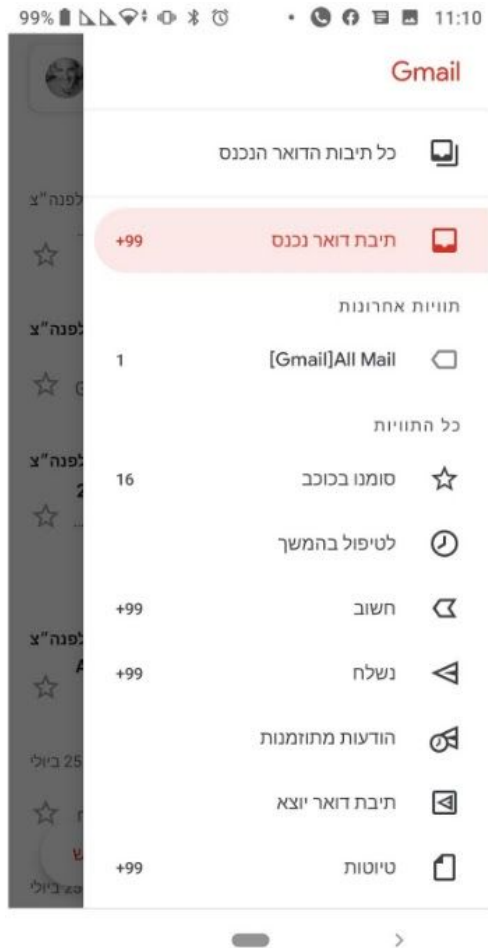 99% 11:10
Gmail
כל תיבות הדואר הנכנס
תיבת דואר נכנס +99
תוויות אחרונות
[Gmail]All Mail 1
כל התוויות
סומנו בכוכב 16
לטיפול בהמשך
חשוב +99
נשלח +99
הודעות מתוזמנות
תיבת דואר יוצא
טיוטות +99
לפנה"צ
לפנה"צ
לפנה"צ
2
...
לפנה"צ
25 ביולי